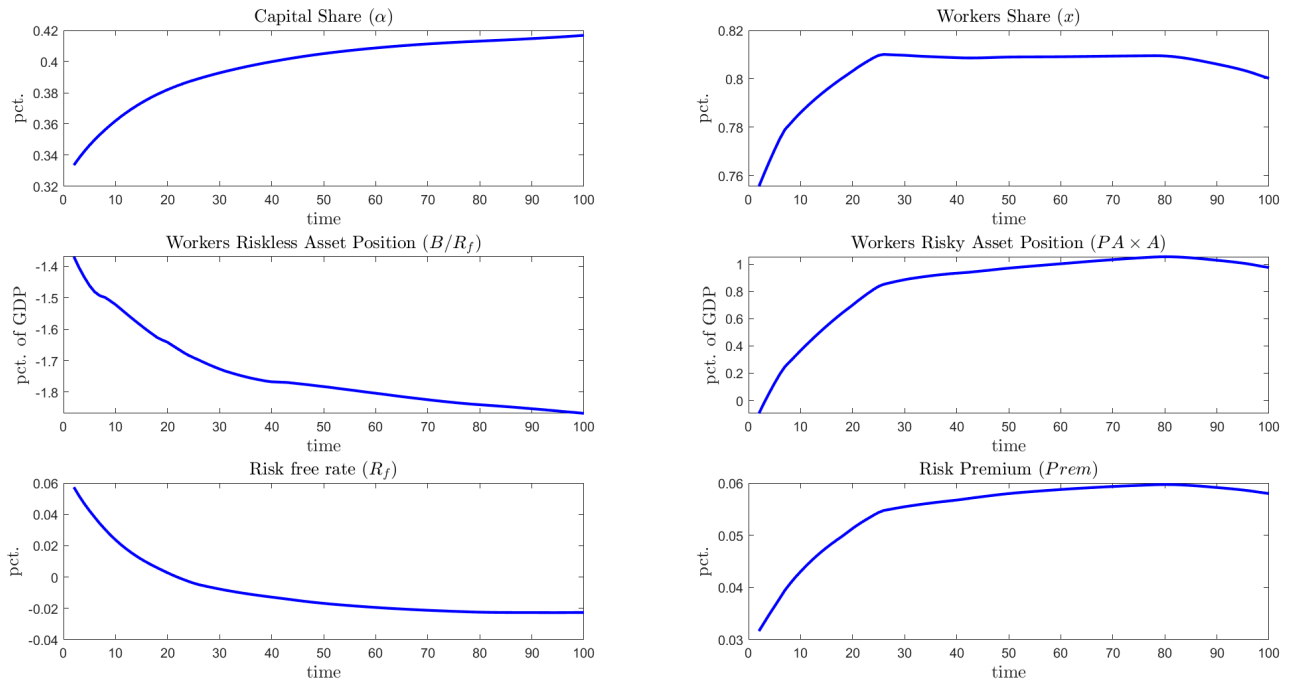 Capital Share (α)
0.42
0.4
0.38
0.36
0.34
0.32
pct.
0 10 20 30 40 50 60 70 80 90 100
time
Workers Share (x)
0.82
0.8
0.78
0.76
pct.
0 10 20 30 40 50 60 70 80 90 100
time
Workers Riskless Asset Position (B/R_f)
-1.4
-1.5
-1.6
-1.7
-1.8
pct. of GDP
0 10 20 30 40 50 60 70 80 90 100
time
Workers Risky Asset Position (PA × A)
1
0.8
0.6
0.4
0.2
0
pct. of GDP
0 10 20 30 40 50 60 70 80 90 100
time
Risk free rate (R_f)
0.06
0.04
0.02
0
-0.02
-0.04
pct.
0 10 20 30 40 50 60 70 80 90 100
time
Risk Premium (Prem)
0.06
0.05
0.04
0.03
pct.
0 10 20 30 40 50 60 70 80 90 100
time